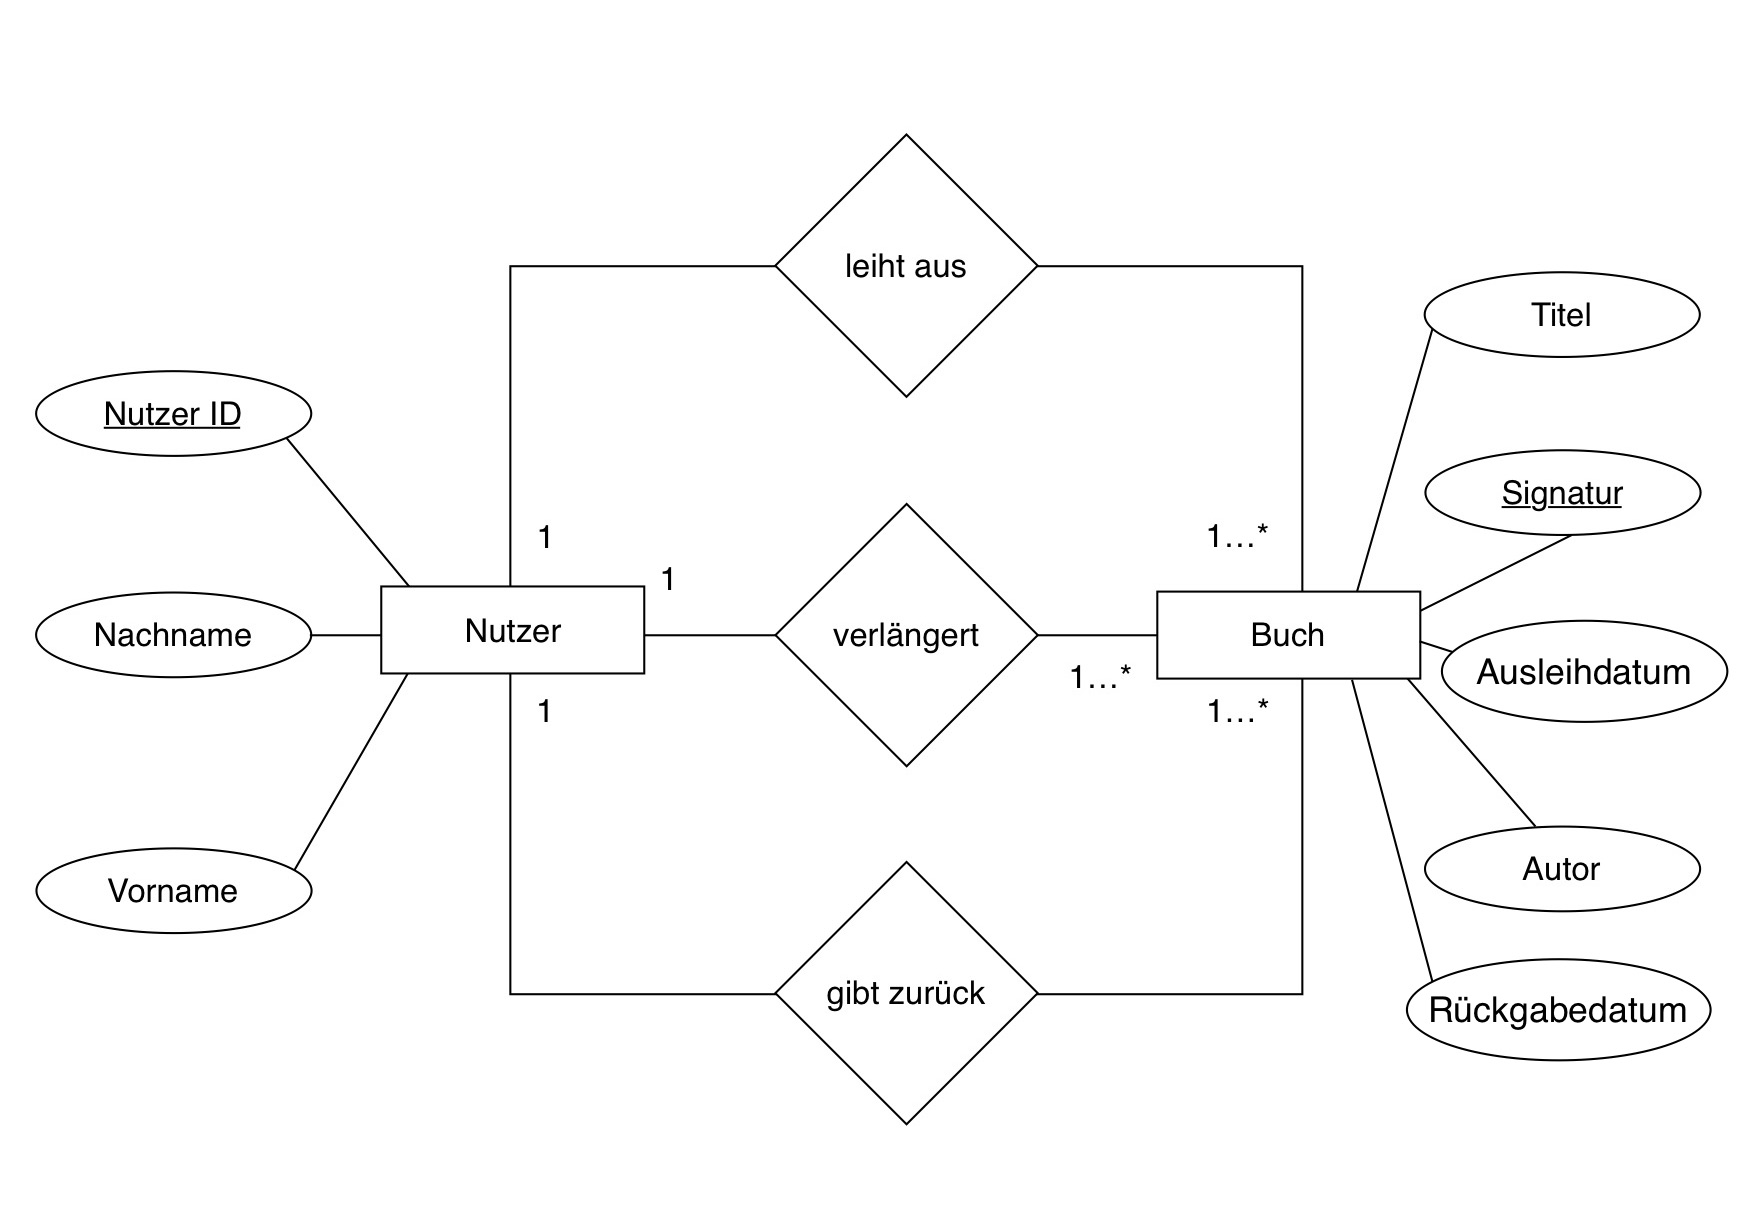 leiht aus
Titel
Nutzer ID
Signatur
1
1…*
1
Nutzer
verlängert
Buch
Nachname
Ausleihdatum
1…*
1
1…*
Autor
Vorname
gibt zurück
Rückgabedatum